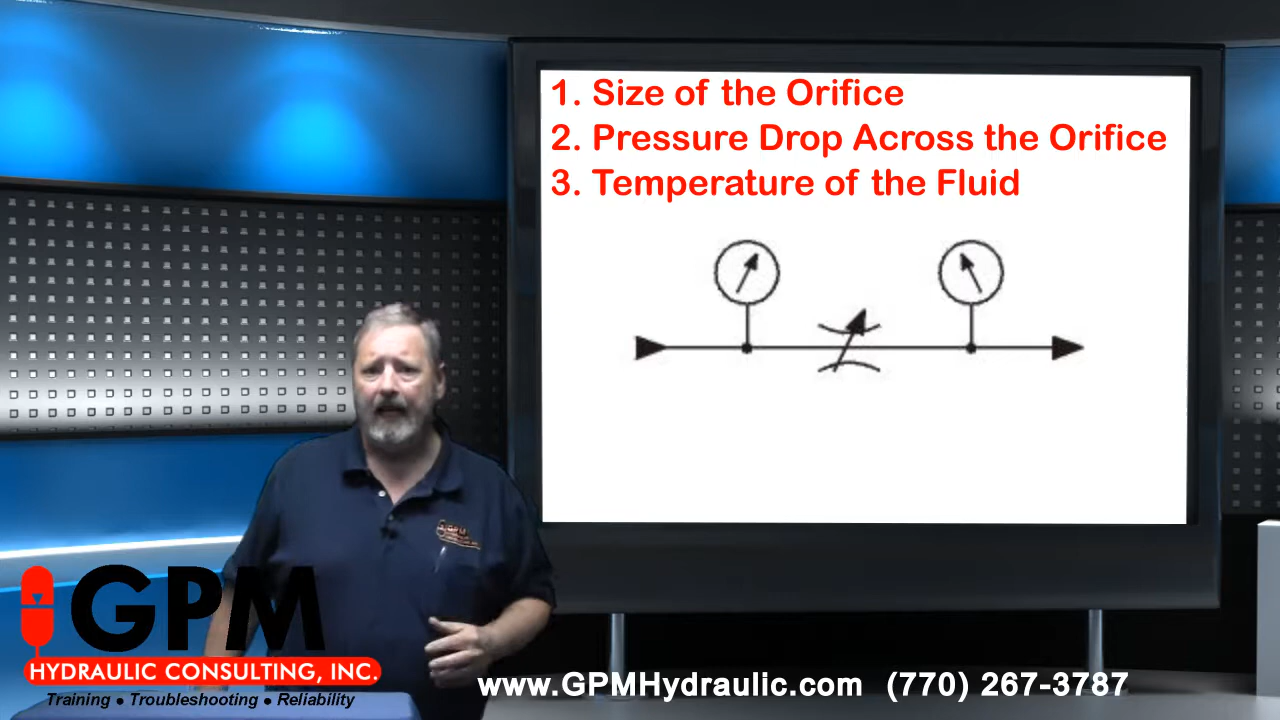 1. Size of the Orifice
2. Pressure Drop Across the Orifice
3. Temperature of the Fluid
GPM
GPM
HYDRAULIC CONSULTING, INC.
Training ● Troubleshooting ● Reliability
www.GPMHydraulic.com (770) 267-3787